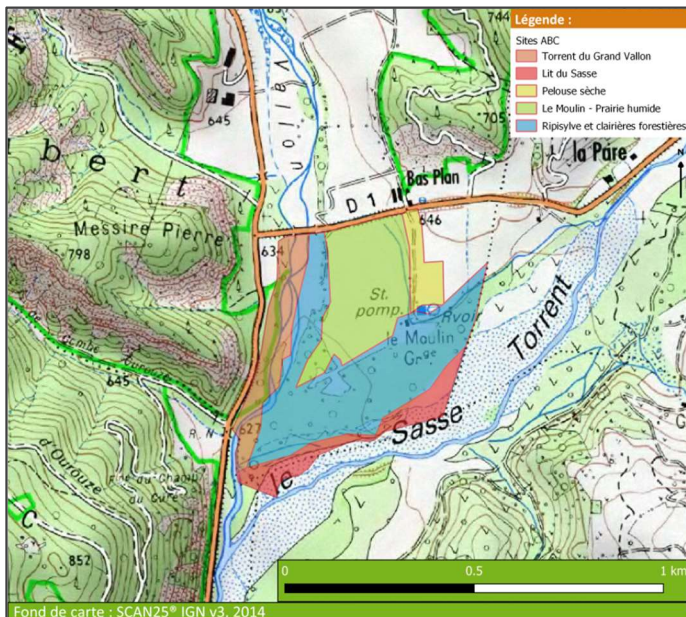 Légende :
Sites ABC
Torrent du Grand Vallon
Lit du Sasse
Pelouse sèche
Le Moulin - Prairie humide
Ripisylve et clairières forestières
744
645
Vallon
705
la Pare
N
Bas Plan
D 1
646
Messire Pierre
634
798
St.
pomp.
Rvoir
le Moulin
Gge
Torrent
645
Sasse
627
le
d'Ourouze
852
0
0.5
1 km
Fond de carte : SCAN25® IGN v3, 2014